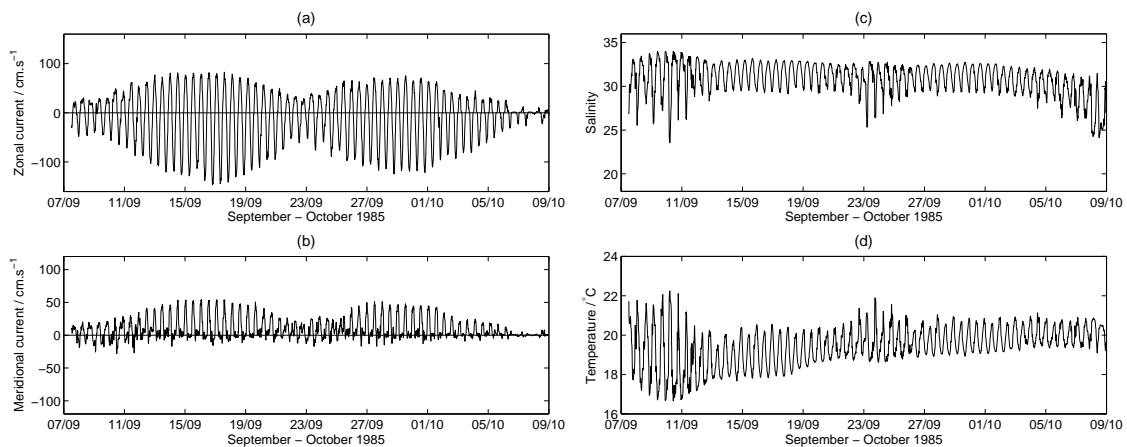 (a)
Zonal current / cm.s⁻¹
100
0
−100
07/09 11/09 15/09 19/09 23/09 27/09 01/10 05/10 09/10
September − October 1985
(b)
Meridional current / cm.s⁻¹
100
50
0
−50
−100
07/09 11/09 15/09 19/09 23/09 27/09 01/10 05/10 09/10
September − October 1985
(c)
Salinity
35
30
25
20
07/09 11/09 15/09 19/09 23/09 27/09 01/10 05/10 09/10
September − October 1985
(d)
Temperature / °C
24
22
20
18
16
07/09 11/09 15/09 19/09 23/09 27/09 01/10 05/10 09/10
September − October 1985